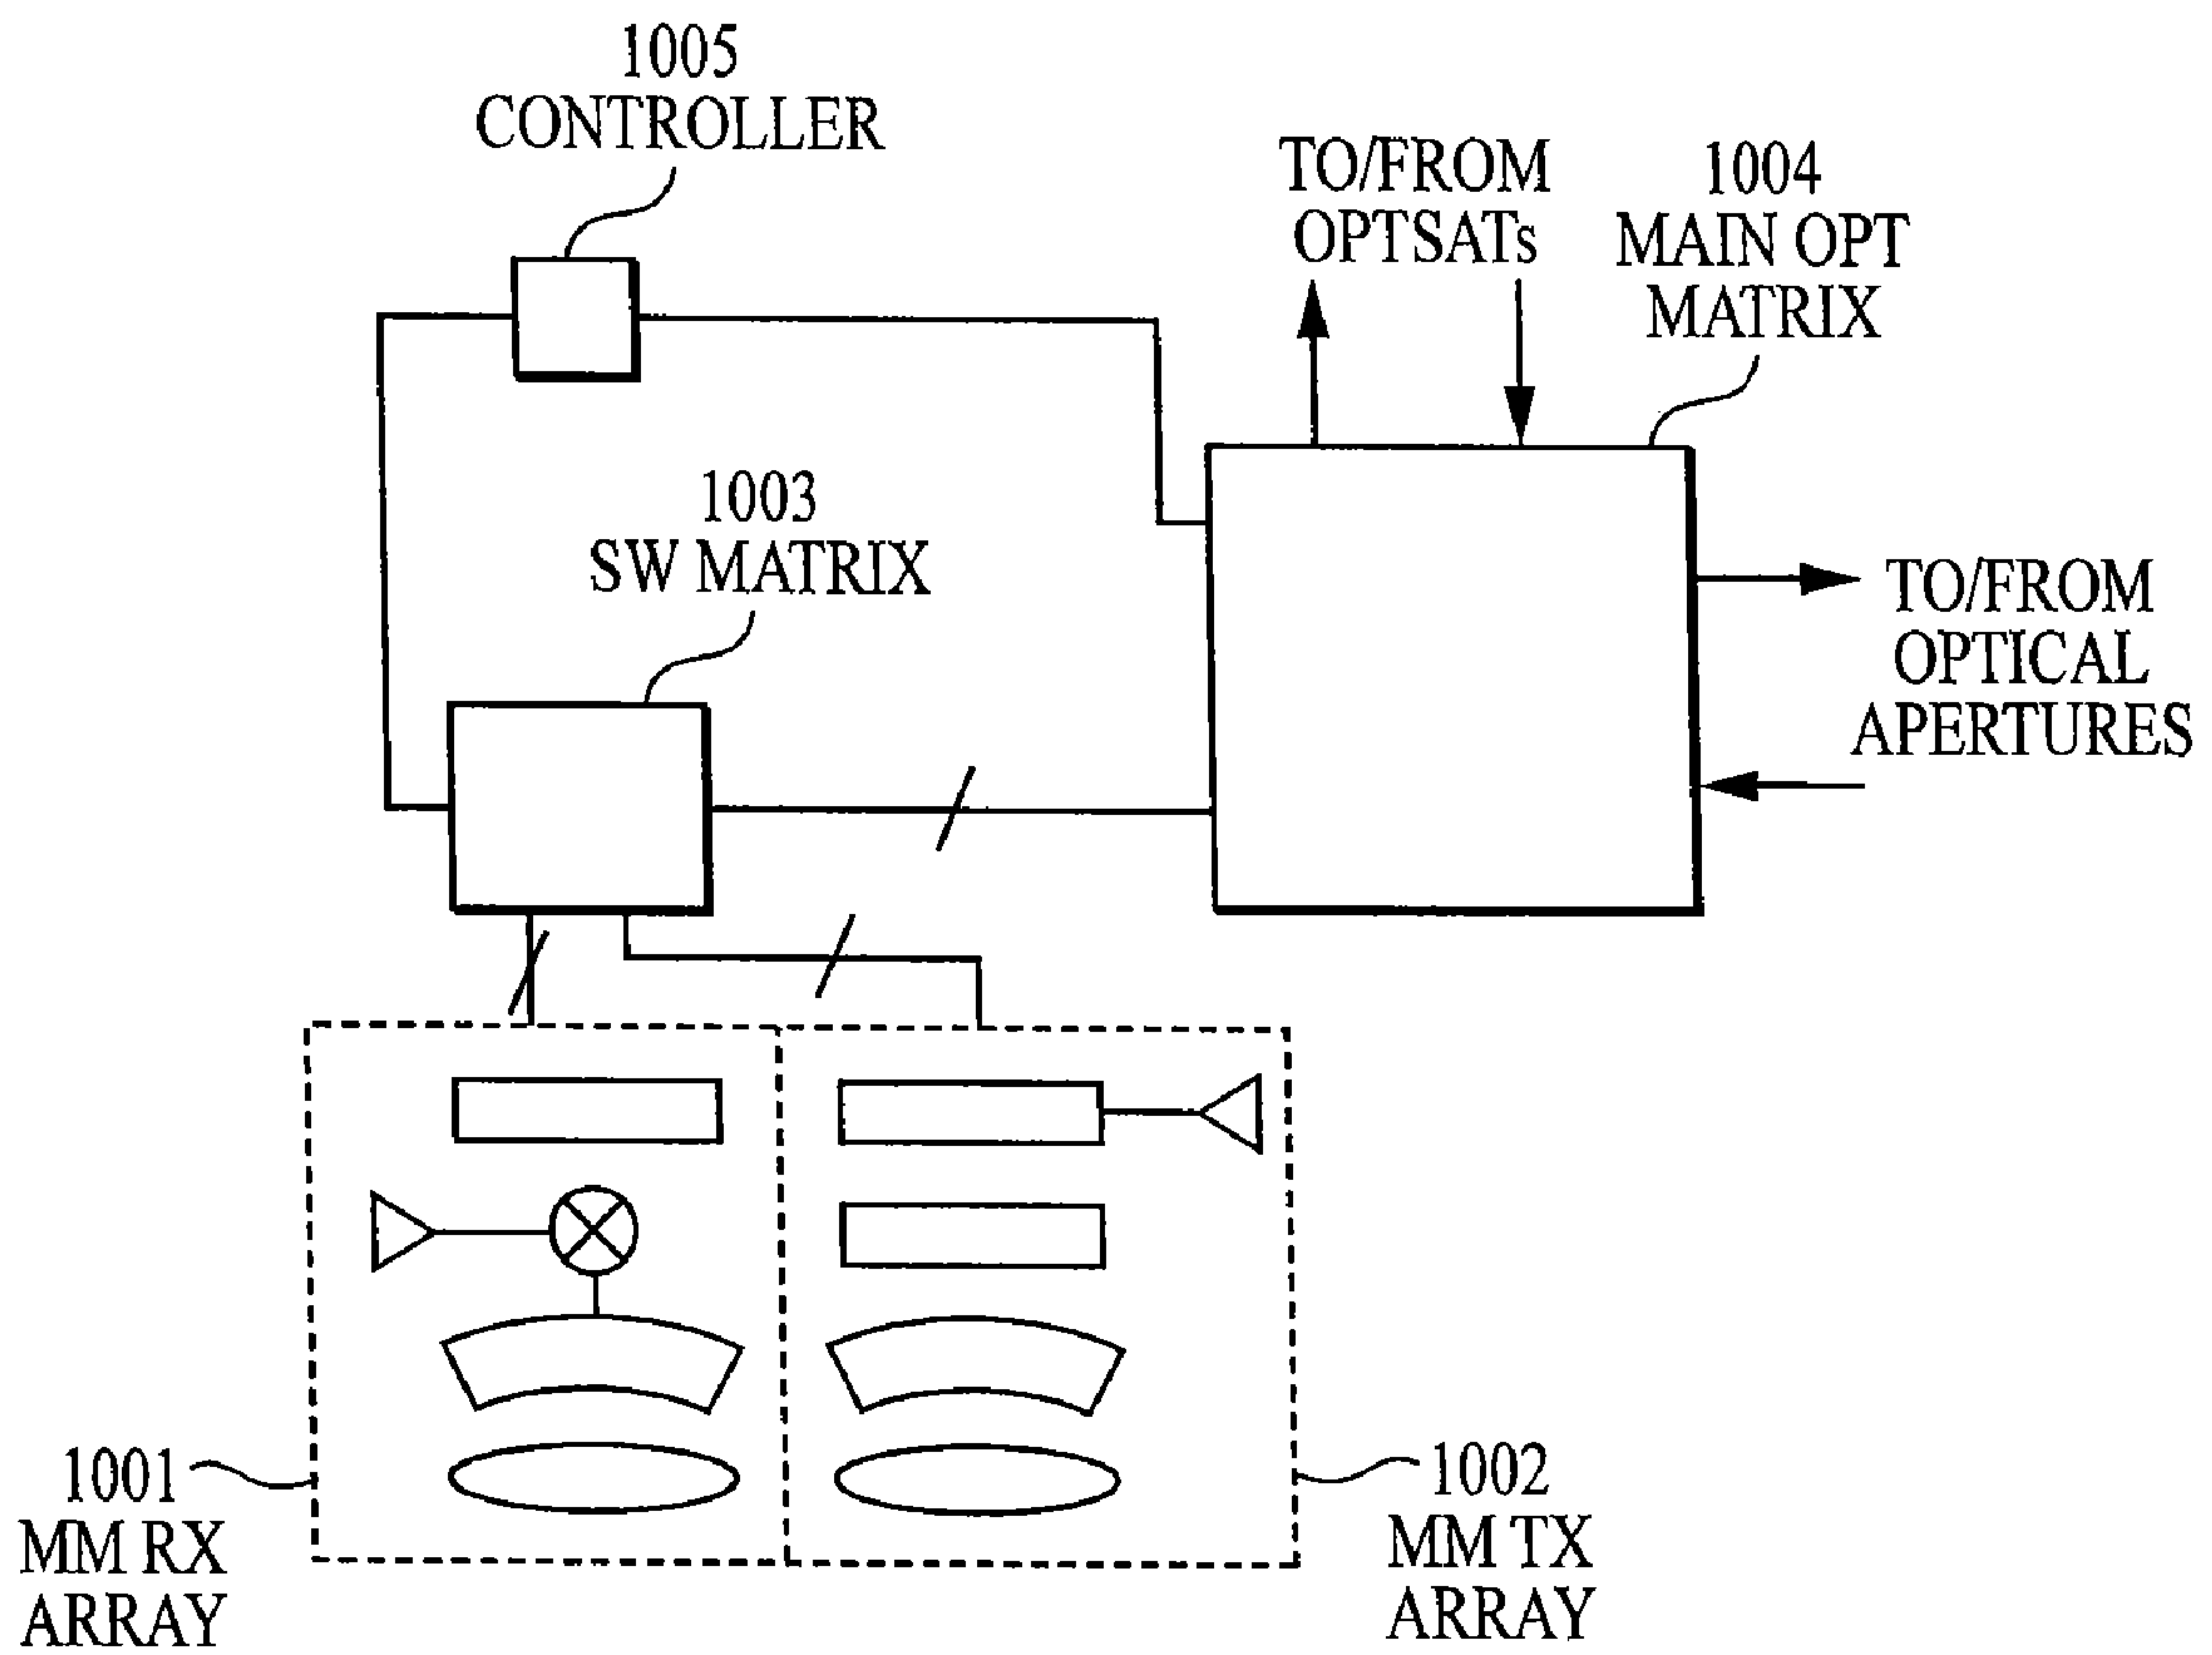 1005
CONTROLLER
TO/FROM
OPTSATs
1004
MAIN OPT
MATRIX
1003
SW MATRIX
TO/FROM
OPTICAL
APERTURES
1001
MM RX
ARRAY
1002
MM TX
ARRAY